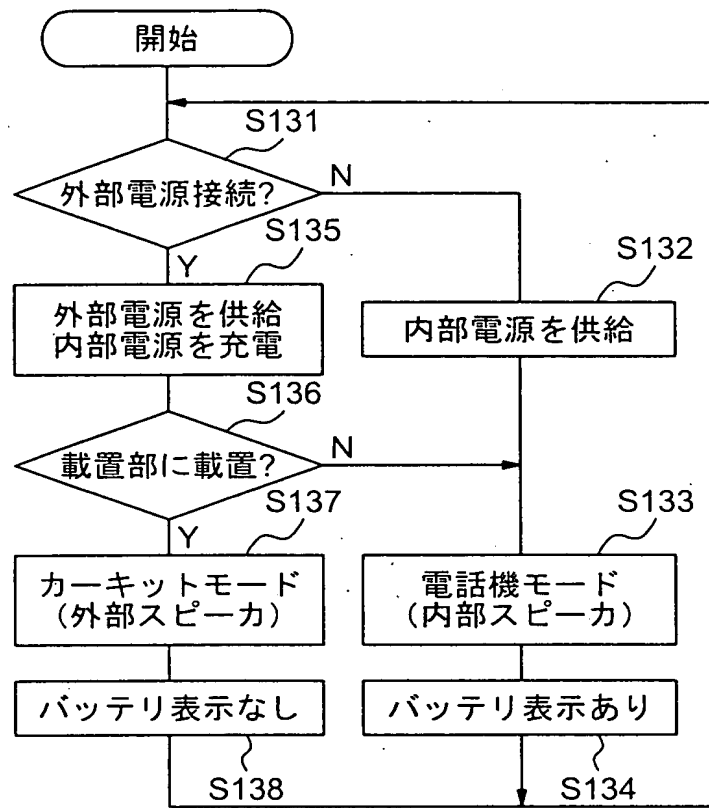 開始
S131
外部電源接続?
N
Y
S135
外部電源を供給
内部電源を充電
S132
内部電源を供給
S136
載置部に載置?
N
Y
S137
カーキットモード
(外部スピーカ)
S133
電話機モード
(内部スピーカ)
バッテリ表示なし
S138
バッテリ表示あり
S134